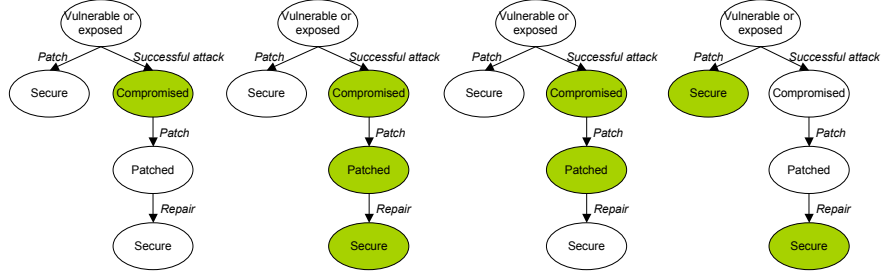 Vulnerable or
exposed
Patch
Successful attack
Secure
Compromised
Patch
Patched
Repair
Secure
Vulnerable or
exposed
Patch
Successful attack
Secure
Compromised
Patch
Patched
Repair
Secure
Vulnerable or
exposed
Patch
Successful attack
Secure
Compromised
Patch
Patched
Repair
Secure
Vulnerable or
exposed
Patch
Successful attack
Secure
Compromised
Patch
Patched
Repair
Secure